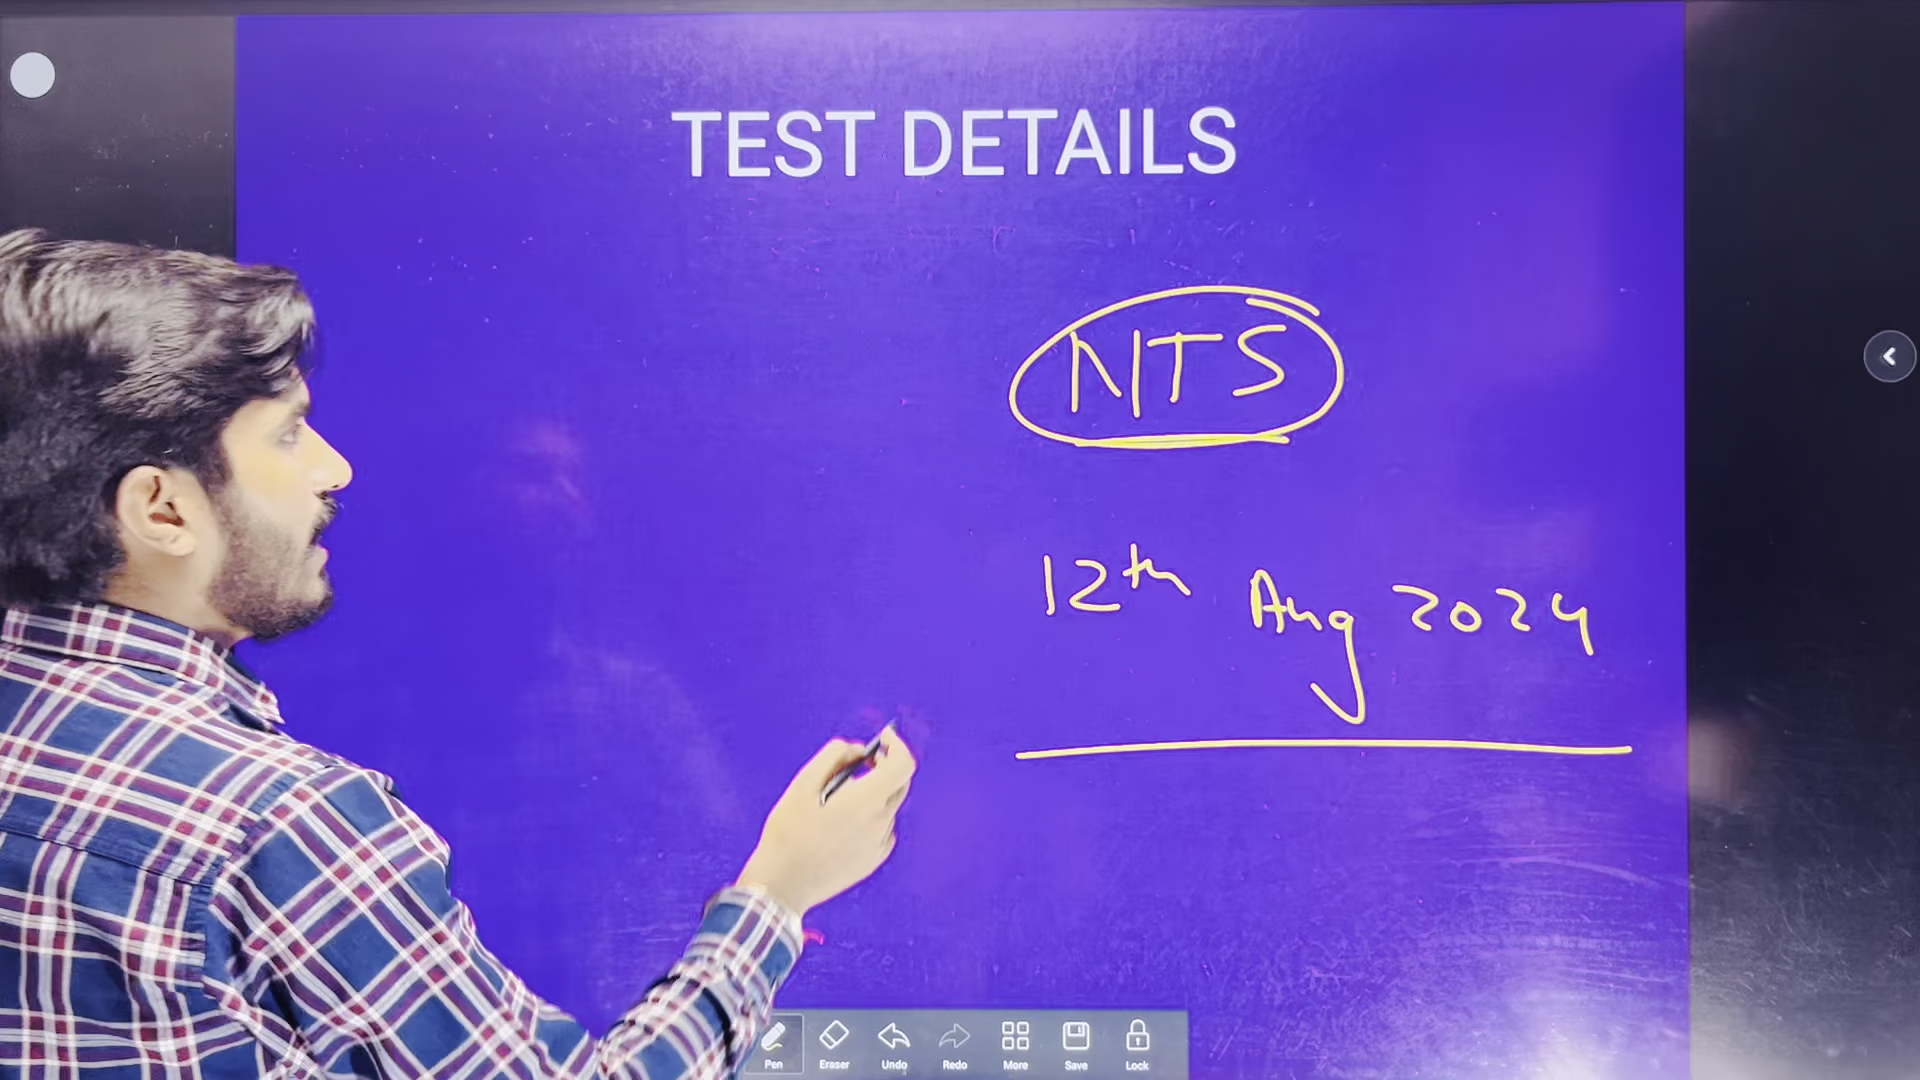 TEST DETAILS
NTS
12th Aug 2024
Pen Eraser Undo Redo More Save Lock